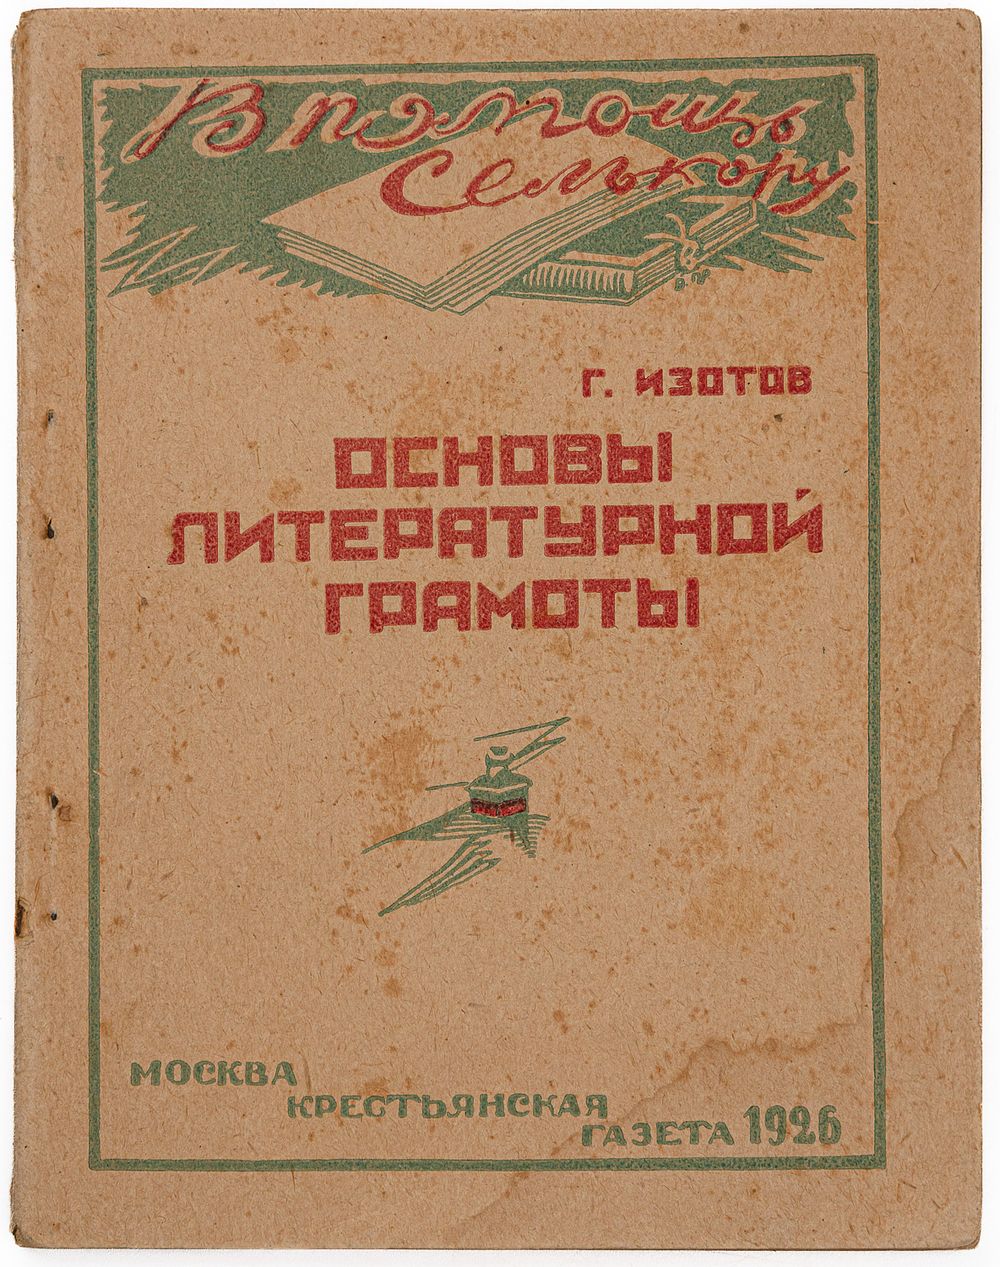 В помощь
Селькору
Г. ИЗОТОВ
ОСНОВЫ
ЛИТЕРАТУРНОЙ
ГРАМОТЫ
МОСКВА
КРЕСТЬЯНСКАЯ
ГАЗЕТА 1926